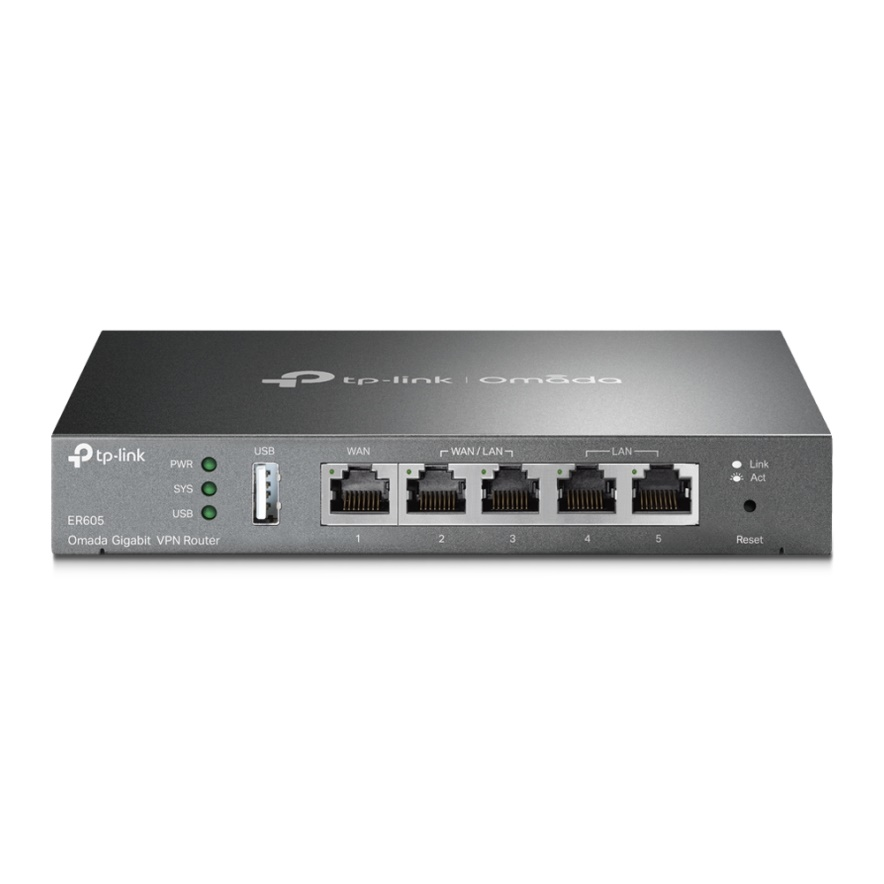 tp-link | Omada
tp-link
PWR
SYS
USB
ER605
Omada Gigabit VPN Router
USB
WAN
WAN / LAN
LAN
1
2
3
4
5
Link
Act
Reset